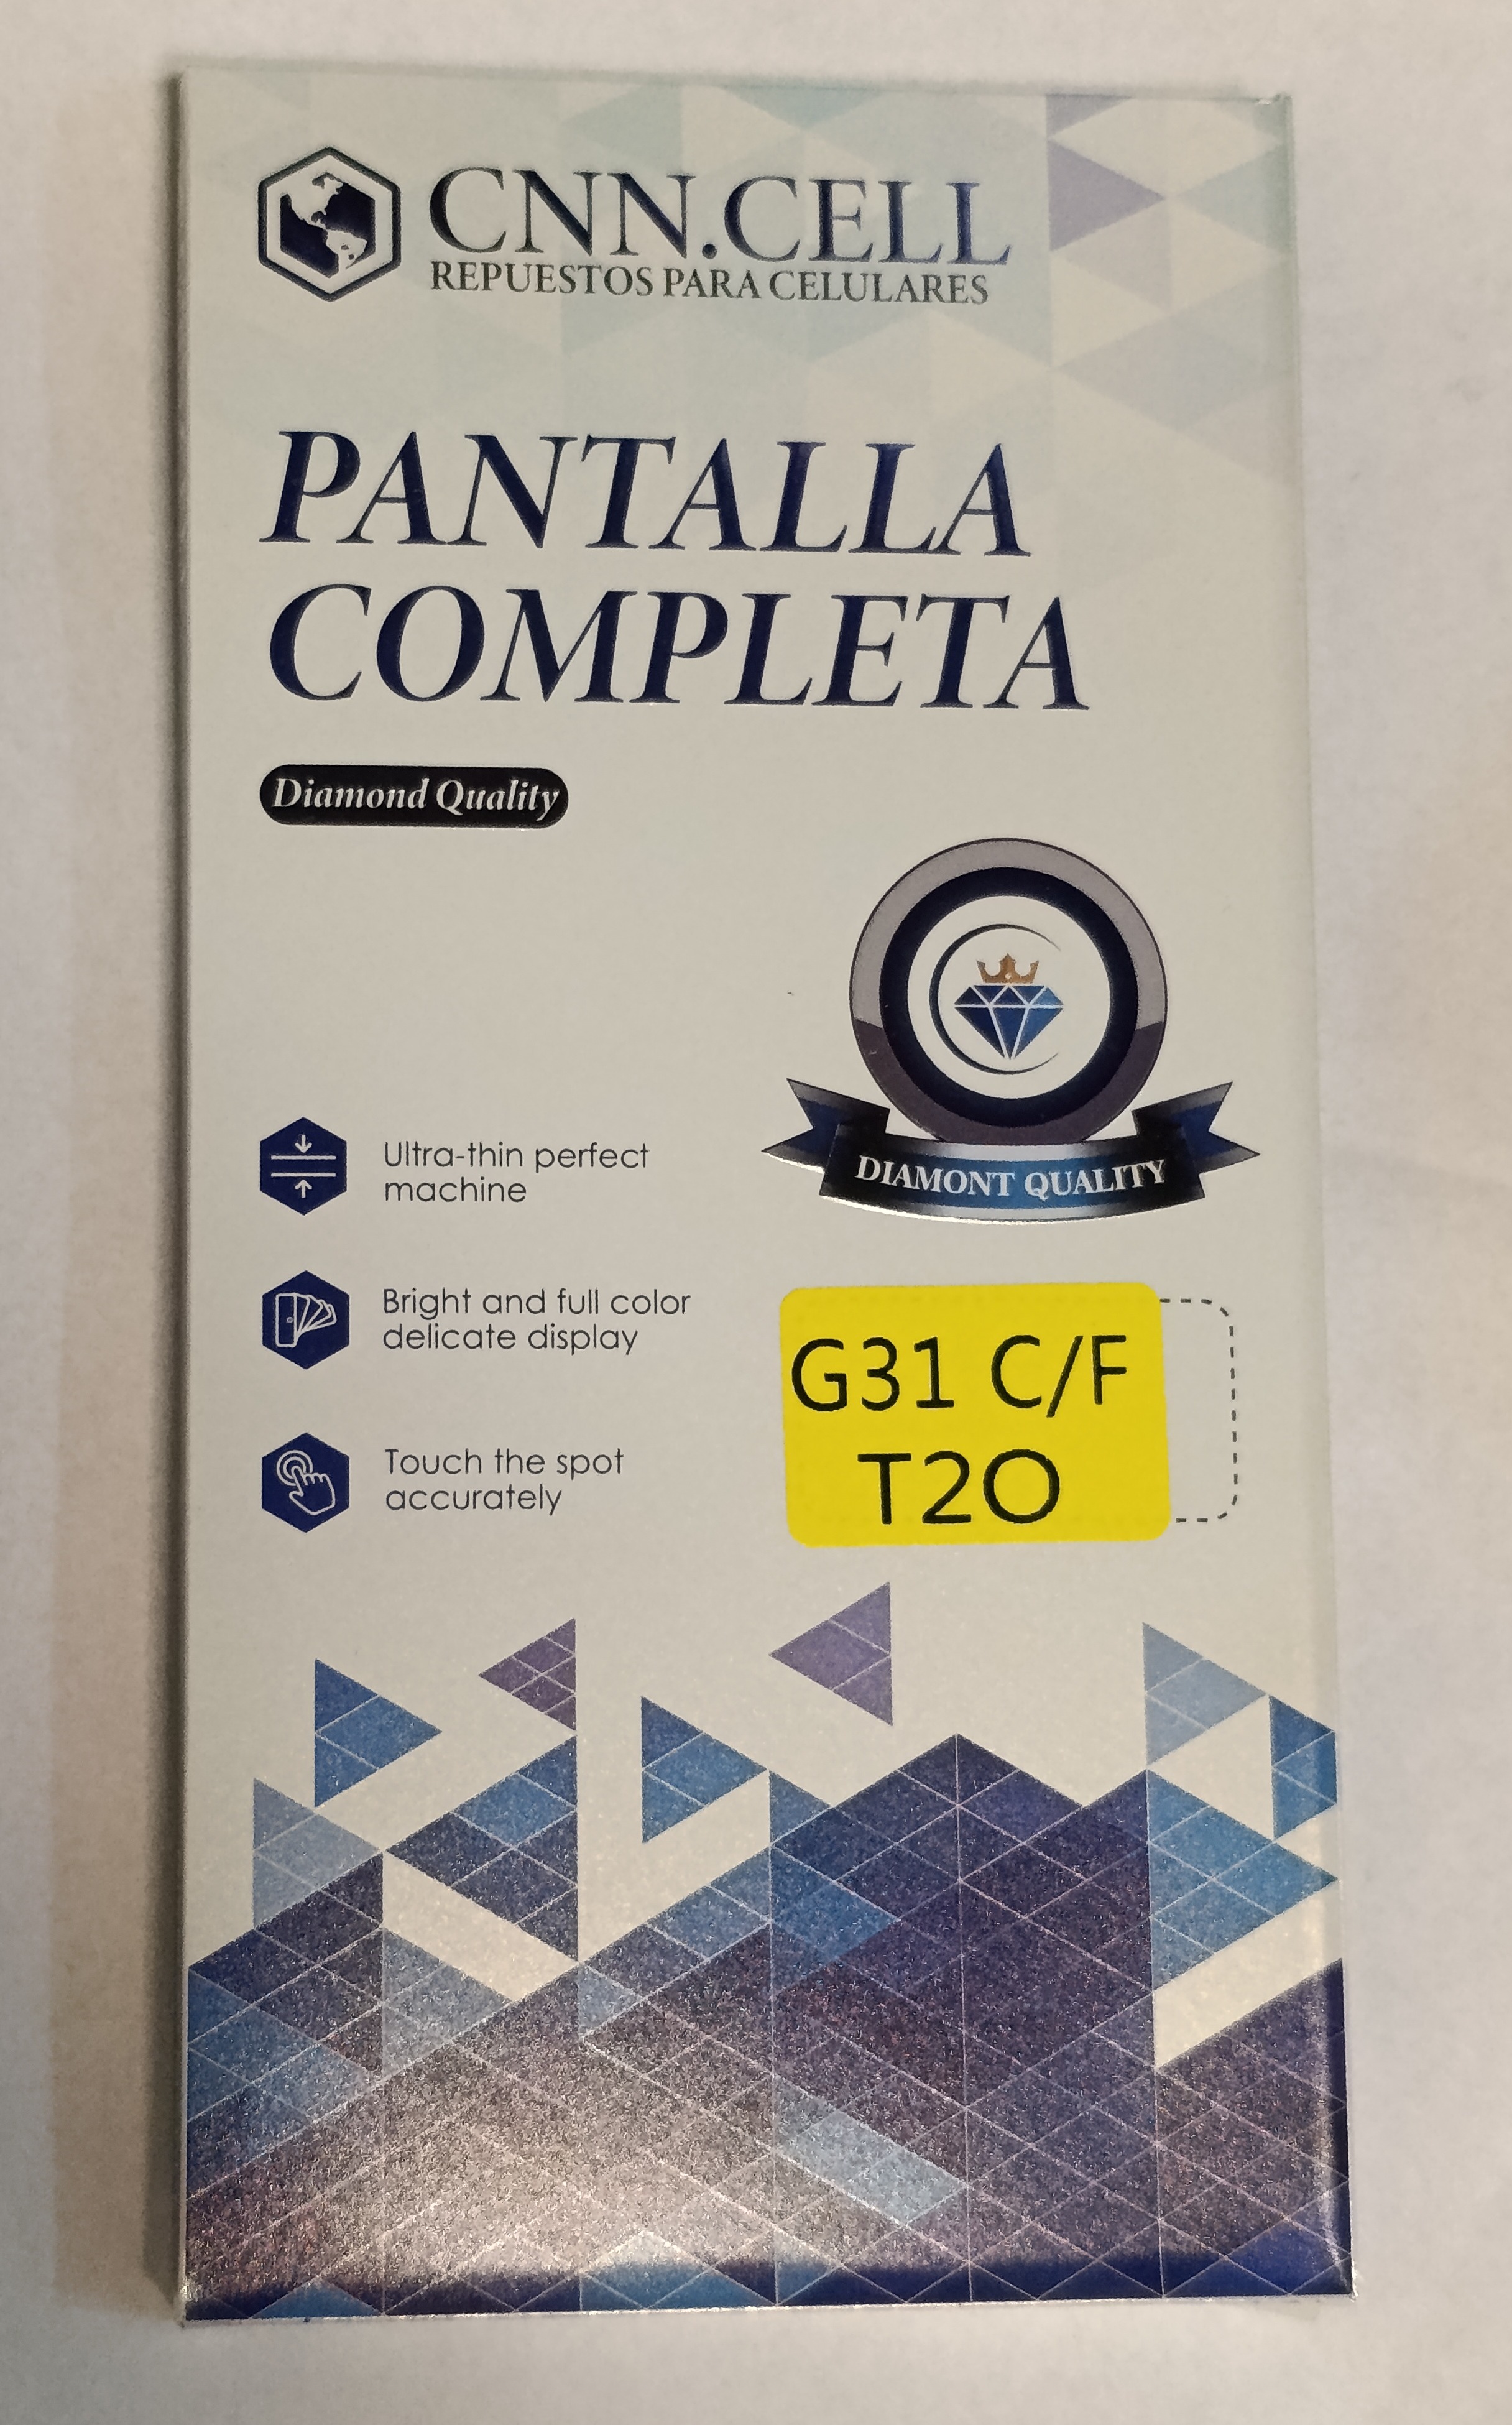 CNN.CELL
REPUESTOS PARA CELULARES
PANTALLA
COMPLETA
Diamond Quality
DIAMONT QUALITY
Ultra-thin perfect
machine
Bright and full color
delicate display
Touch the spot
accurately
G31 C/F
T2O